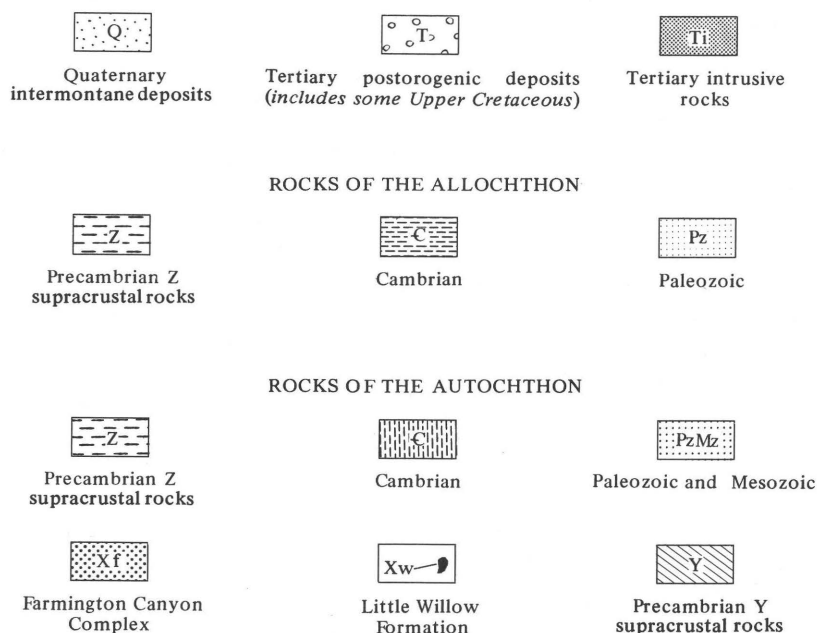 Q
T
Ti
Quaternary
intermontane deposits
Tertiary postorogenic deposits
(includes some Upper Cretaceous)
Tertiary intrusive
rocks
ROCKS OF THE ALLOCHTHON
Z
Ꞓ
Pz
Precambrian Z
supracrustal rocks
Cambrian
Paleozoic
ROCKS OF THE AUTOCHTHON
Z
Ꞓ
PzMz
Precambrian Z
supracrustal rocks
Cambrian
Paleozoic and Mesozoic
Xf
Xw
Y
Farmington Canyon
Complex
Little Willow
Formation
Precambrian Y
supracrustal rocks